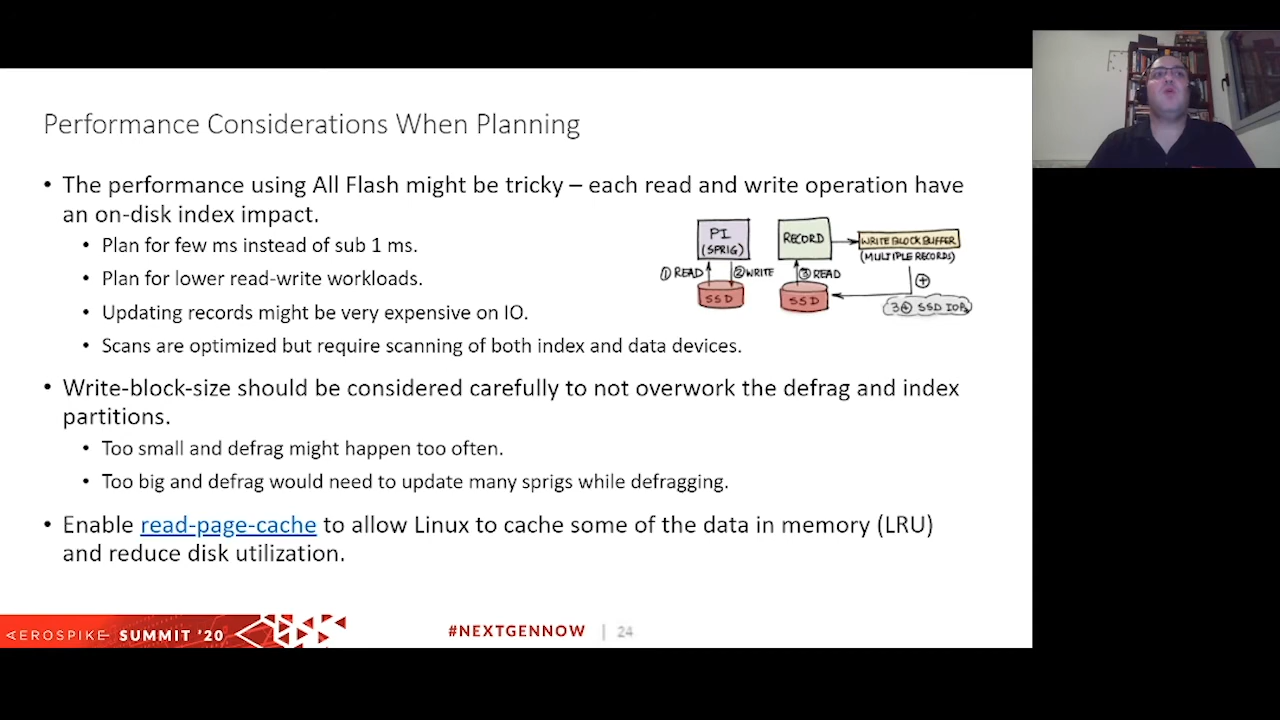 Performance Considerations When Planning
• The performance using All Flash might be tricky – each read and write operation have
an on-disk index impact.
• Plan for few ms instead of sub 1 ms.
• Plan for lower read-write workloads.
• Updating records might be very expensive on IO.
• Scans are optimized but require scanning of both index and data devices.
PI
(SPRIG)
RECORD
WRITE BLOCK BUFFER
(MULTIPLE RECORDS)
① READ
② WRITE
③ READ
SSD
SSD
+
3⊕ SSD IOPs
• Write-block-size should be considered carefully to not overwork the defrag and index
partitions.
• Too small and defrag might happen too often.
• Too big and defrag would need to update many sprigs while defragging.
• Enable read-page-cache to allow Linux to cache some of the data in memory (LRU)
and reduce disk utilization.
AEROSPIKE SUMMIT '20
#NEXTGENNOW | 24